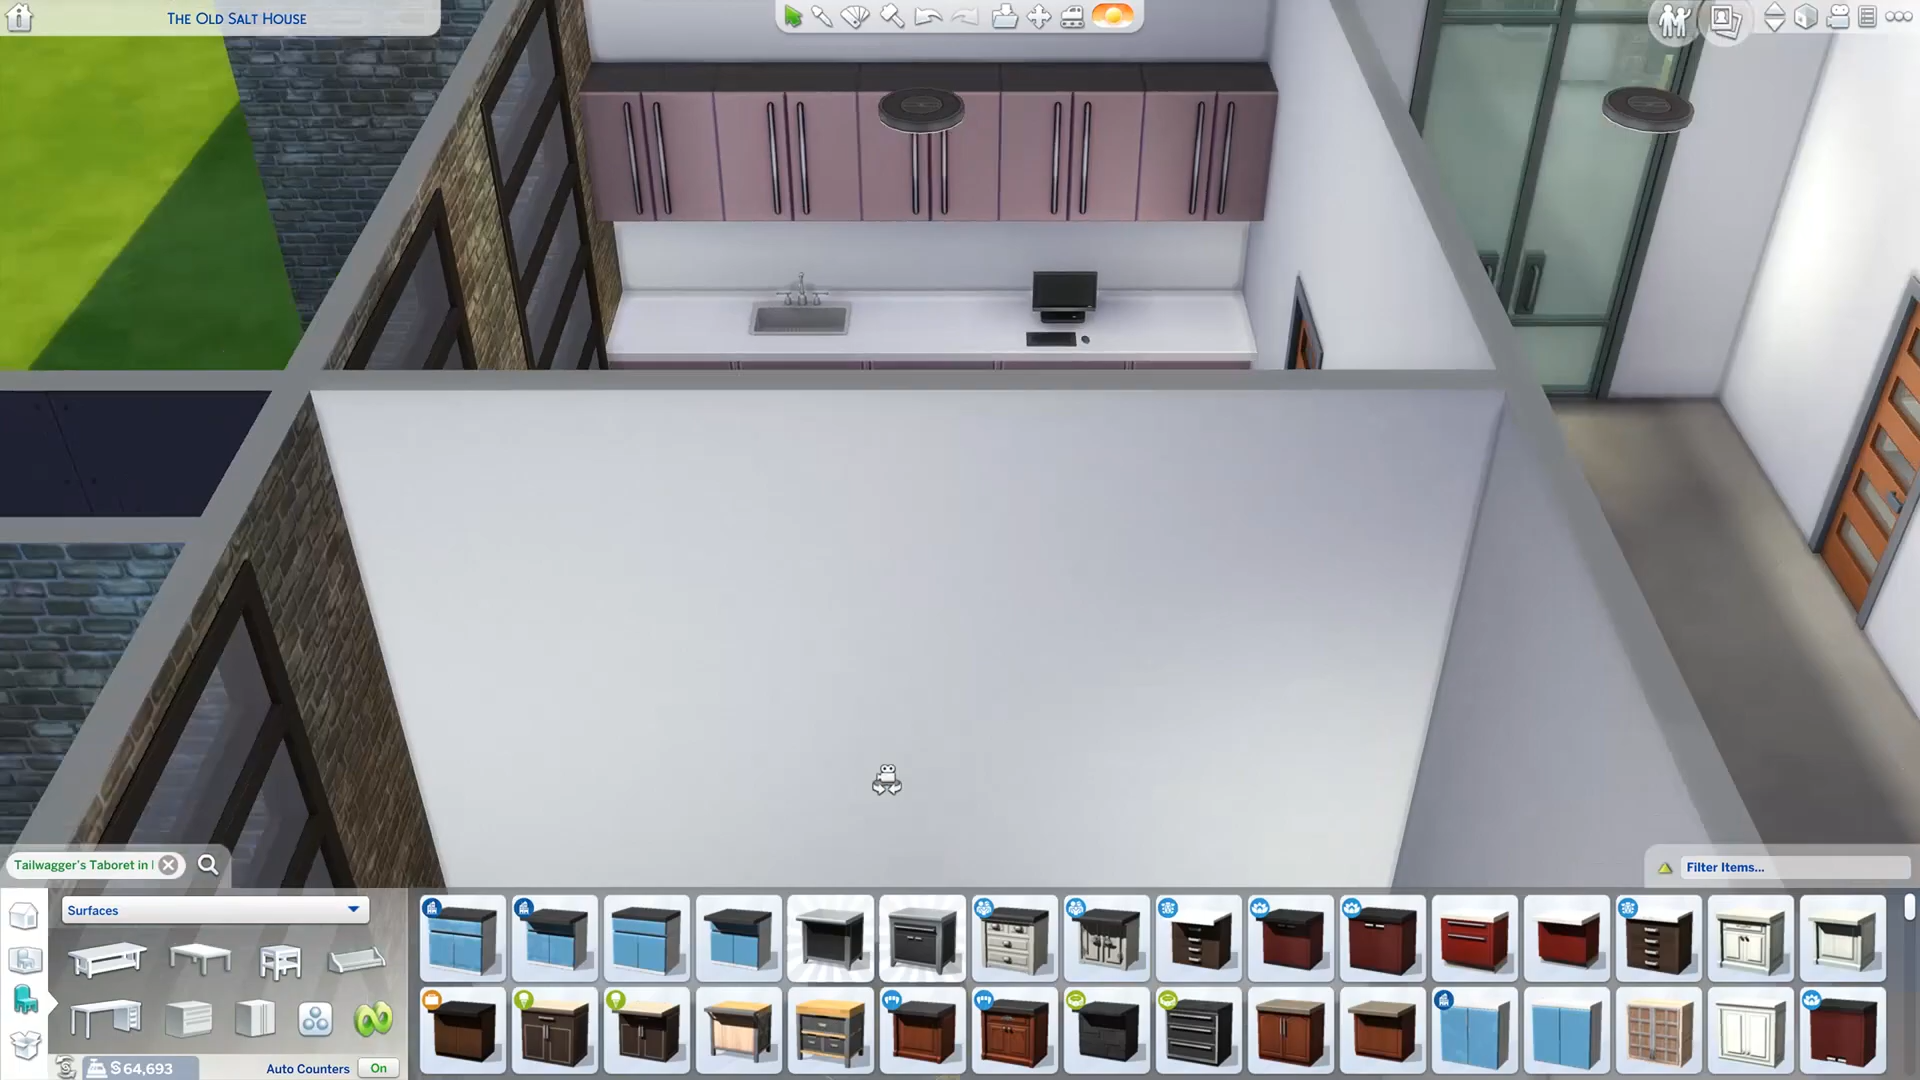 The Old Salt House
Tailwagger's Taboret in
Filter Items...
Surfaces
§64,693
Auto Counters
On